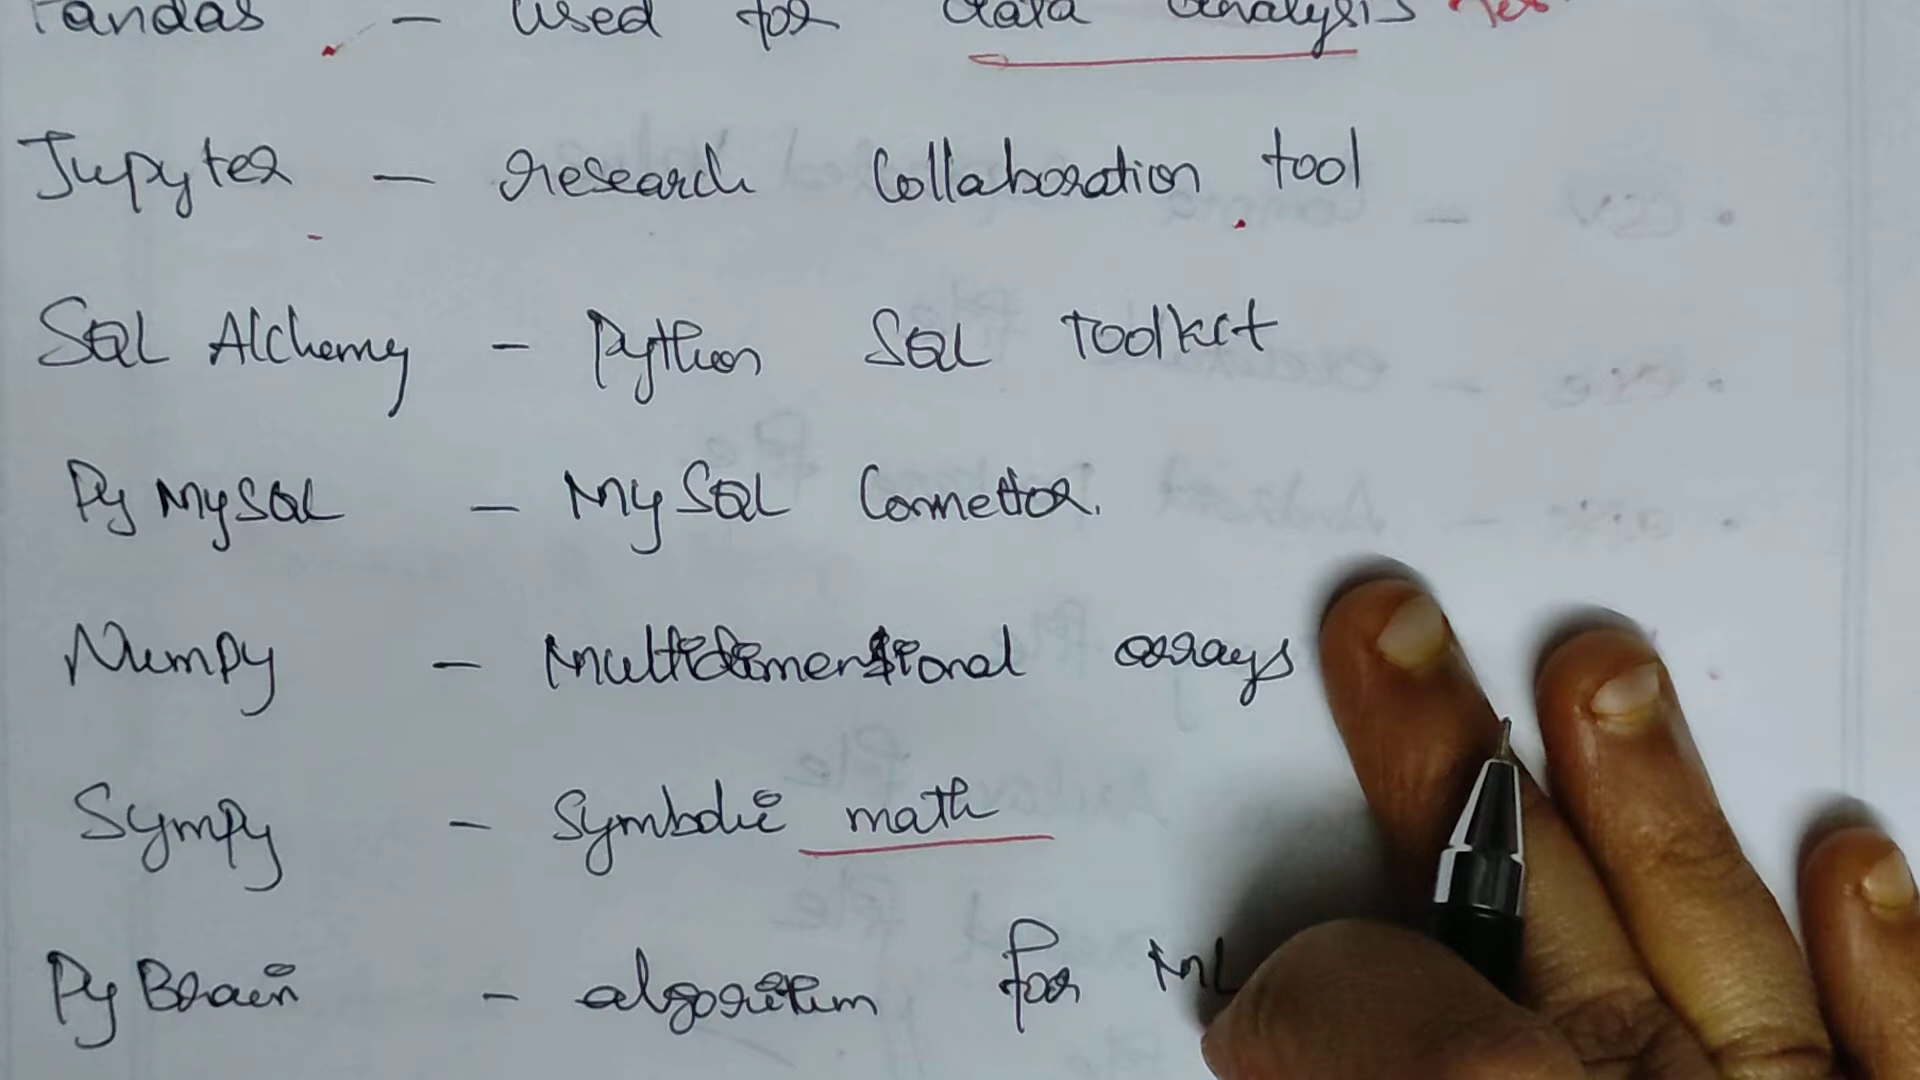 Pandas - used for data analysis
Jupyter - research collaboration tool
SQL Alchemy - Python SQL Toolkit
Py MySQL - MySQL Connettor.
Numpy - Multidimensional arrays
Sympy - Symbolic math
Py Brain - algorithm for ML